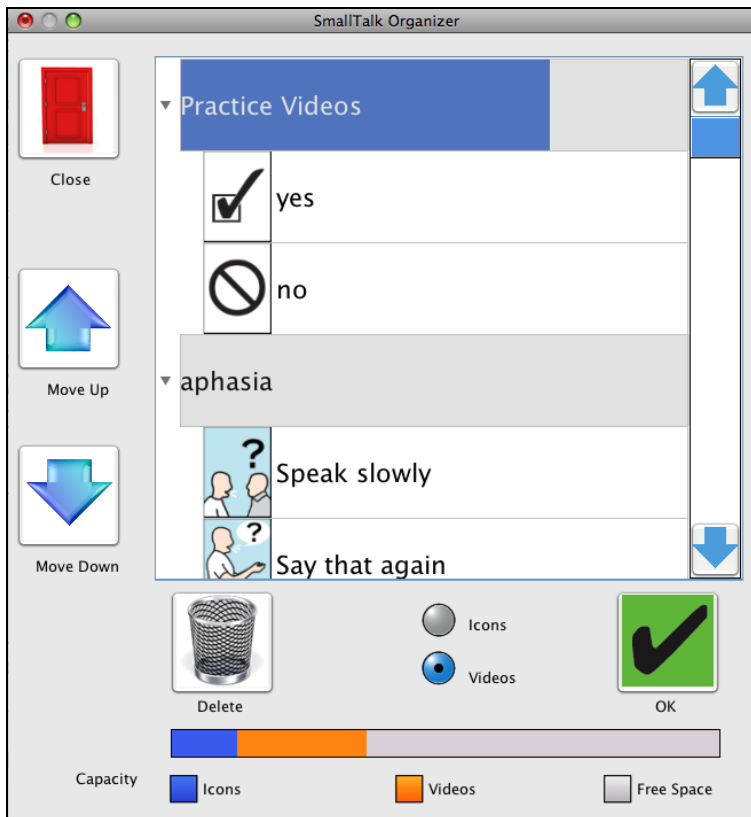 SmallTalk Organizer
Close
Practice Videos
yes
no
Move Up
aphasia
? Speak slowly
Move Down
? Say that again
Icons
Videos
Delete
OK
Capacity
Icons
Videos
Free Space